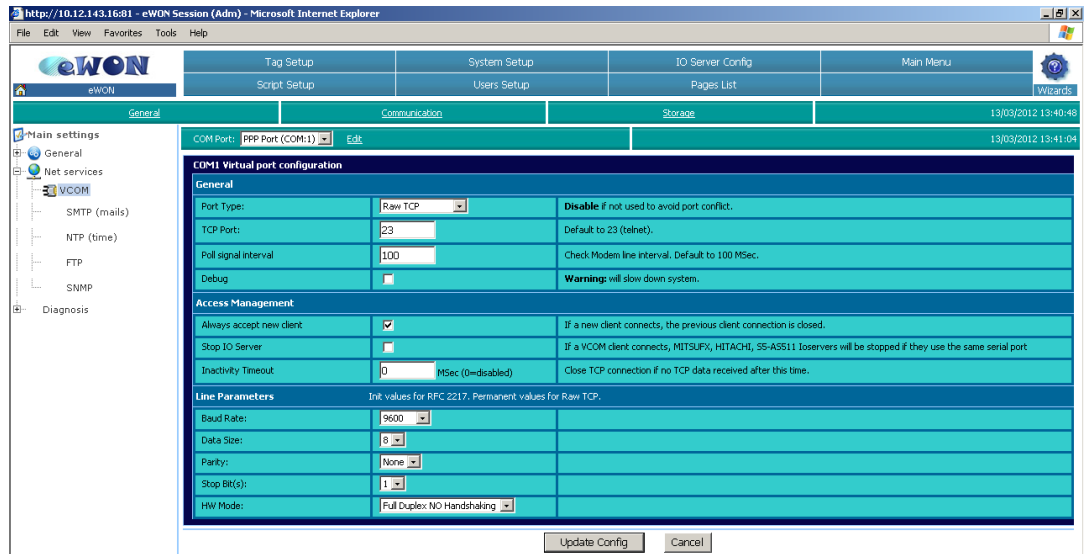 http://10.12.143.16:81 - eWON Session (Adm) - Microsoft Internet Explorer
File Edit View Favorites Tools Help
eWON
eWON
Tag Setup System Setup IO Server Config Main Menu
Script Setup Users Setup Pages List
Wizards
General Communication Storage 13/03/2012 13:40:48
Main settings
General
Net services
VCOM
SMTP (mails)
NTP (time)
FTP
SNMP
Diagnosis
COM Port: PPP Port (COM:1) Edit 13/03/2012 13:41:04
COM1 Virtual port configuration
General
Port Type: Raw TCP Disable if not used to avoid port conflict.
TCP Port: 23 Default to 23 (telnet).
Poll signal interval 100 Check Modem line interval. Default to 100 MSec.
Debug Warning: will slow down system.
Access Management
Always accept new client If a new client connects, the previous client connection is closed.
Stop IO Server If a VCOM client connects, MITSUFX, HITACHI, S5-AS511 Ioservers will be stopped if they use the same serial port
Inactivity Timeout 0 MSec (0=disabled) Close TCP connection if no TCP data received after this time.
Line Parameters Init values for RFC 2217. Permanent values for Raw TCP.
Baud Rate: 9600
Data Size: 8
Parity: None
Stop Bit(s): 1
HW Mode: Full Duplex NO Handshaking
Update Config Cancel